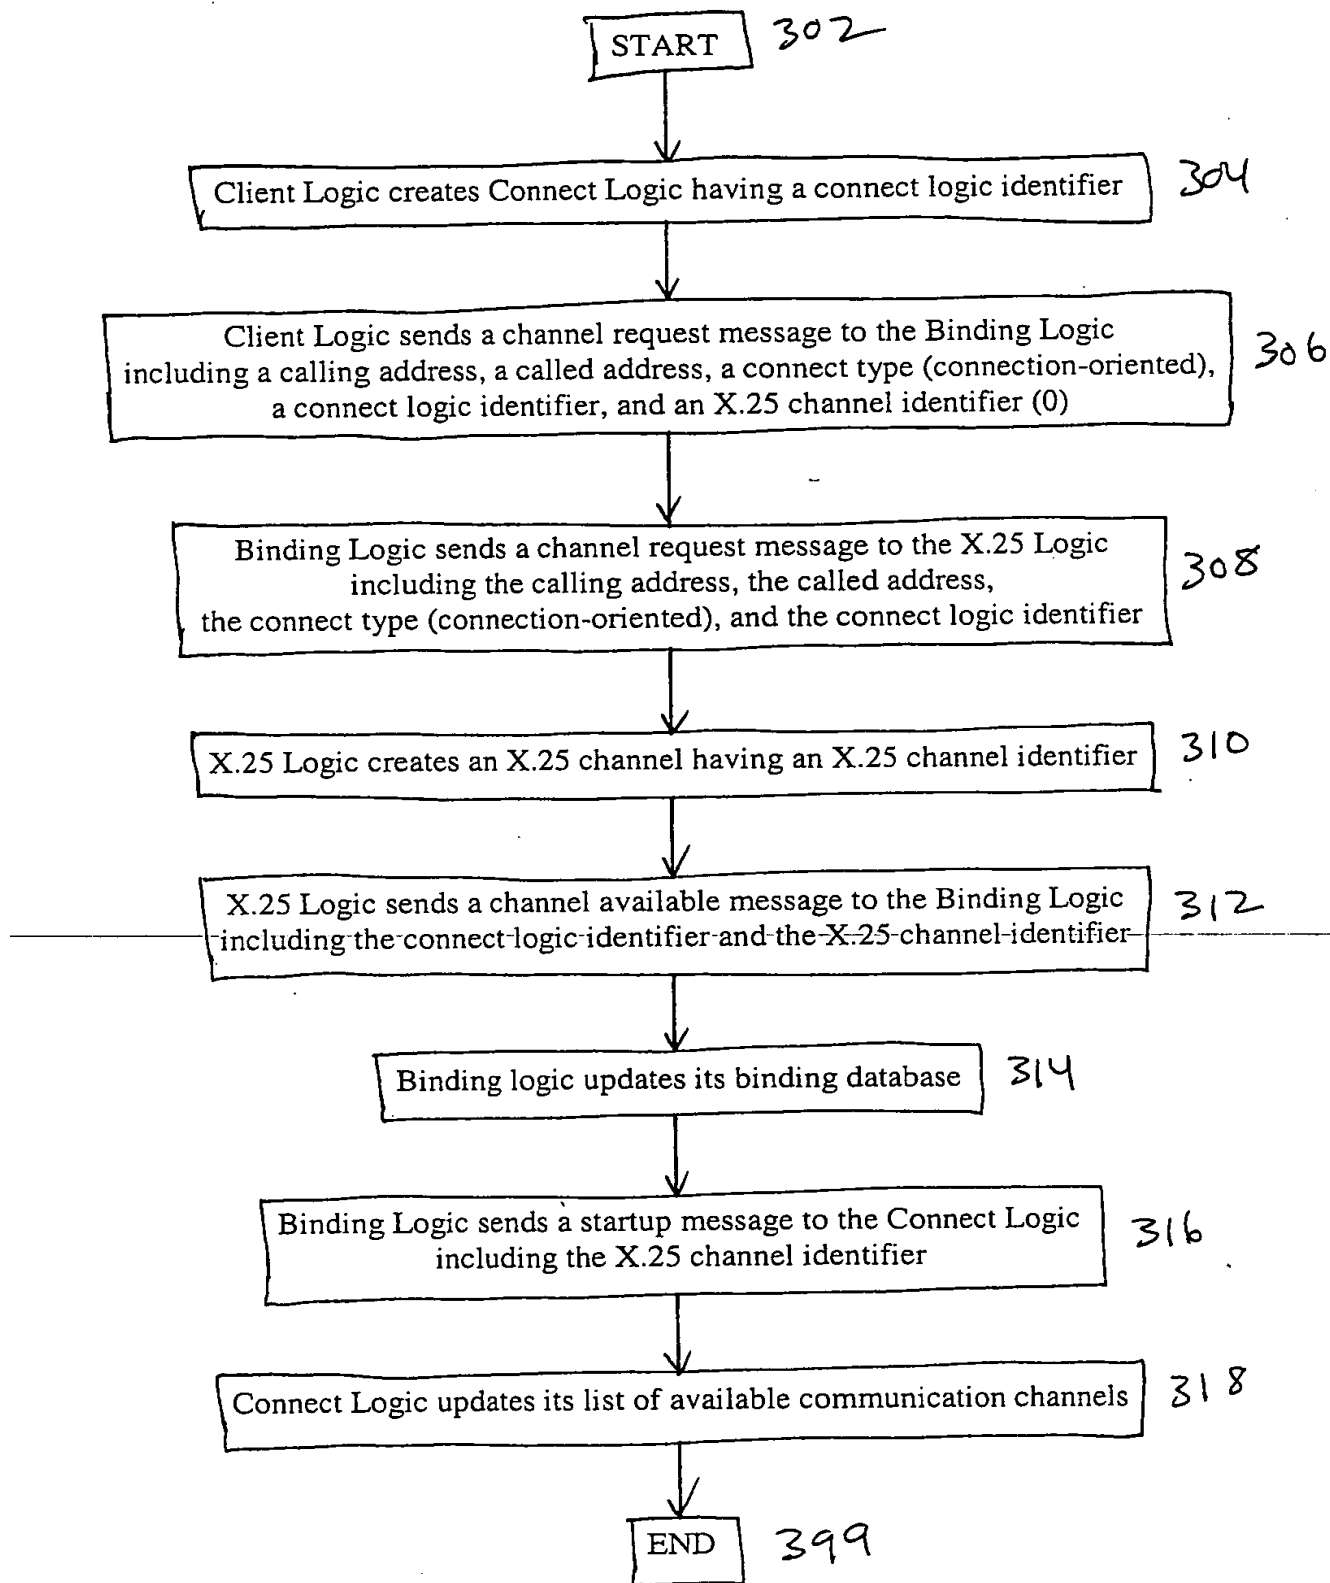 START 302
Client Logic creates Connect Logic having a connect logic identifier 304
Client Logic sends a channel request message to the Binding Logic
including a calling address, a called address, a connect type (connection-oriented), 306
a connect logic identifier, and an X.25 channel identifier (0)
Binding Logic sends a channel request message to the X.25 Logic
including the calling address, the called address, 308
the connect type (connection-oriented), and the connect logic identifier
X.25 Logic creates an X.25 channel having an X.25 channel identifier 310
X.25 Logic sends a channel available message to the Binding Logic 312
including the connect logic identifier and the X.25 channel identifier
Binding logic updates its binding database 314
Binding Logic sends a startup message to the Connect Logic 316
including the X.25 channel identifier
Connect Logic updates its list of available communication channels 318
END 399